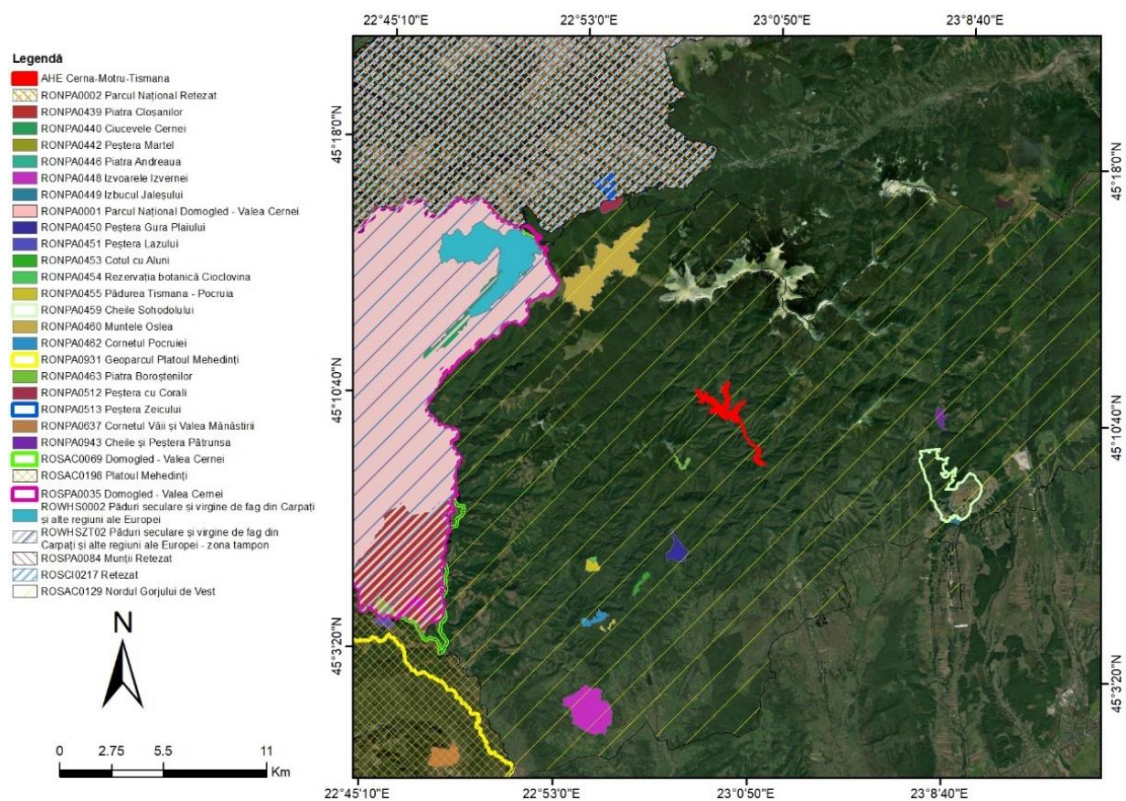 22°45'10"E
22°53'0"E
23°0'50"E
23°8'40"E
Legendă
AHE Cerna-Motru-Tismana
RONPA0002 Parcul Național Retezat
RONPA0439 Piatra Cloșanilor
RONPA0440 Ciucevele Cernei
RONPA0442 Peștera Martel
RONPA0446 Piatra Andreaua
RONPA0448 Izvoarele Izvernei
RONPA0449 Izbucul Jaleșului
RONPA0001 Parcul Național Domogled - Valea Cernei
RONPA0450 Peștera Gura Plaiului
RONPA0451 Peștera Lazului
RONPA0453 Cotul cu Aluni
RONPA0454 Rezervația botanică Cioclovina
RONPA0455 Pădurea Tismana - Pocruia
RONPA0459 Cheile Sohodolului
RONPA0460 Muntele Oslea
RONPA0462 Cornetul Pocruiei
RONPA0931 Geoparcul Platoul Mehedinți
RONPA0463 Piatra Boroștenilor
RONPA0512 Peștera cu Corali
RONPA0513 Peștera Zeicului
RONPA0637 Cornetul Văii și Valea Mănăstirii
RONPA0943 Cheile și Peștera Pătrunsa
ROSAC0069 Domogled - Valea Cernei
ROSAC0198 Platoul Mehedinți
ROSPA0035 Domogled - Valea Cernei
ROWHS0002 Păduri seculare și virgine de fag din Carpați
și alte regiuni ale Europei
ROWHSZT02 Păduri seculare și virgine de fag din
Carpați și alte regiuni ale Europei - zona tampon
ROSPA0084 Munții Retezat
ROSCI0217 Retezat
ROSAC0129 Nordul Gorjului de Vest
N
0 2.75 5.5 11
Km
45°18'0"N
45°10'40"N
45°3'20"N
45°18'0"N
45°10'40"N
45°3'20"N
22°45'10"E
22°53'0"E
23°0'50"E
23°8'40"E